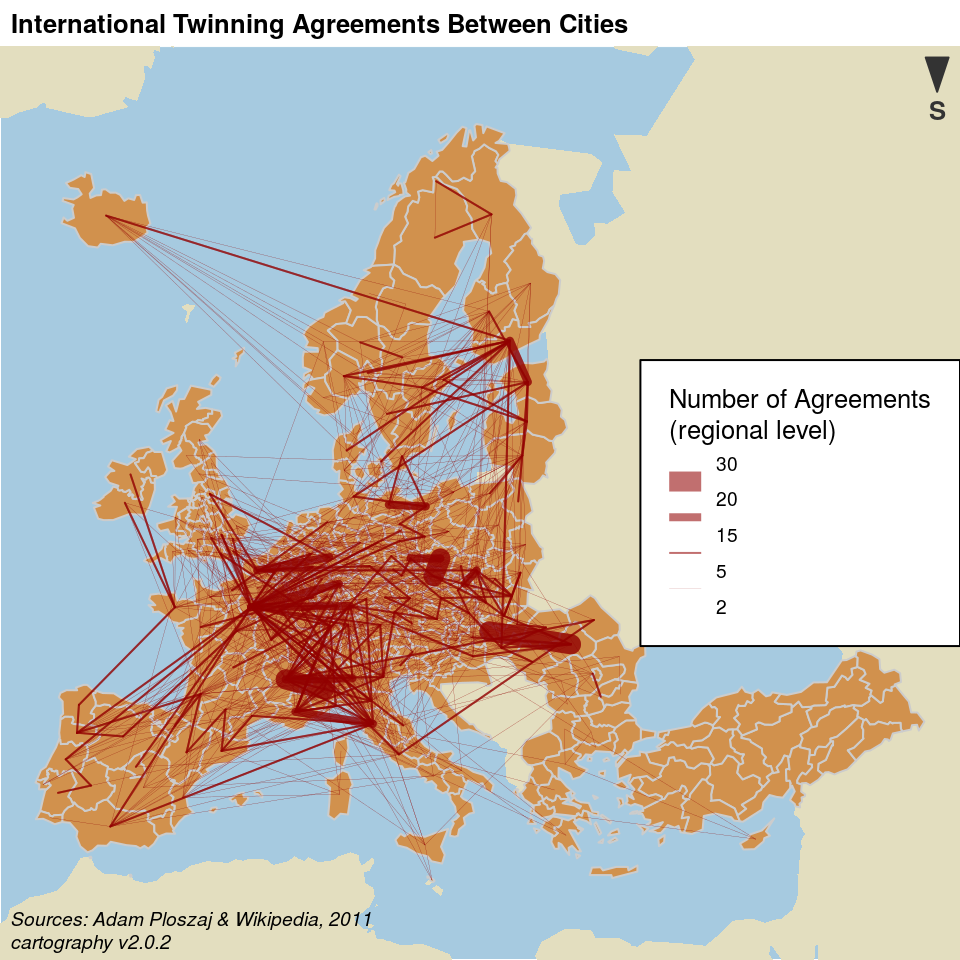 International Twinning Agreements Between Cities
S
Number of Agreements
(regional level)
30
20
15
5
2
Sources: Adam Ploszaj & Wikipedia, 2011
cartography v2.0.2